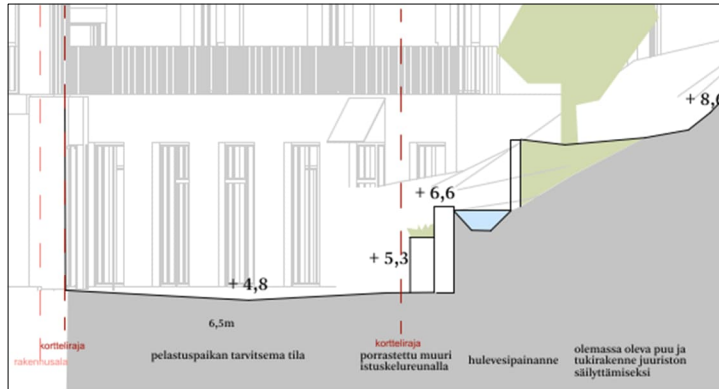 + 8,6
+ 6,6
+ 5,3
+ 4,8
6,5m
kortteliraja
rakennusala
pelastuspaikan tarvitsema tila
kortteliraja
porrastettu muuri
istuskelureunalla
hulevesipainanne
olemassa oleva puu ja
tukirakenne juuriston
säilyttämiseksi